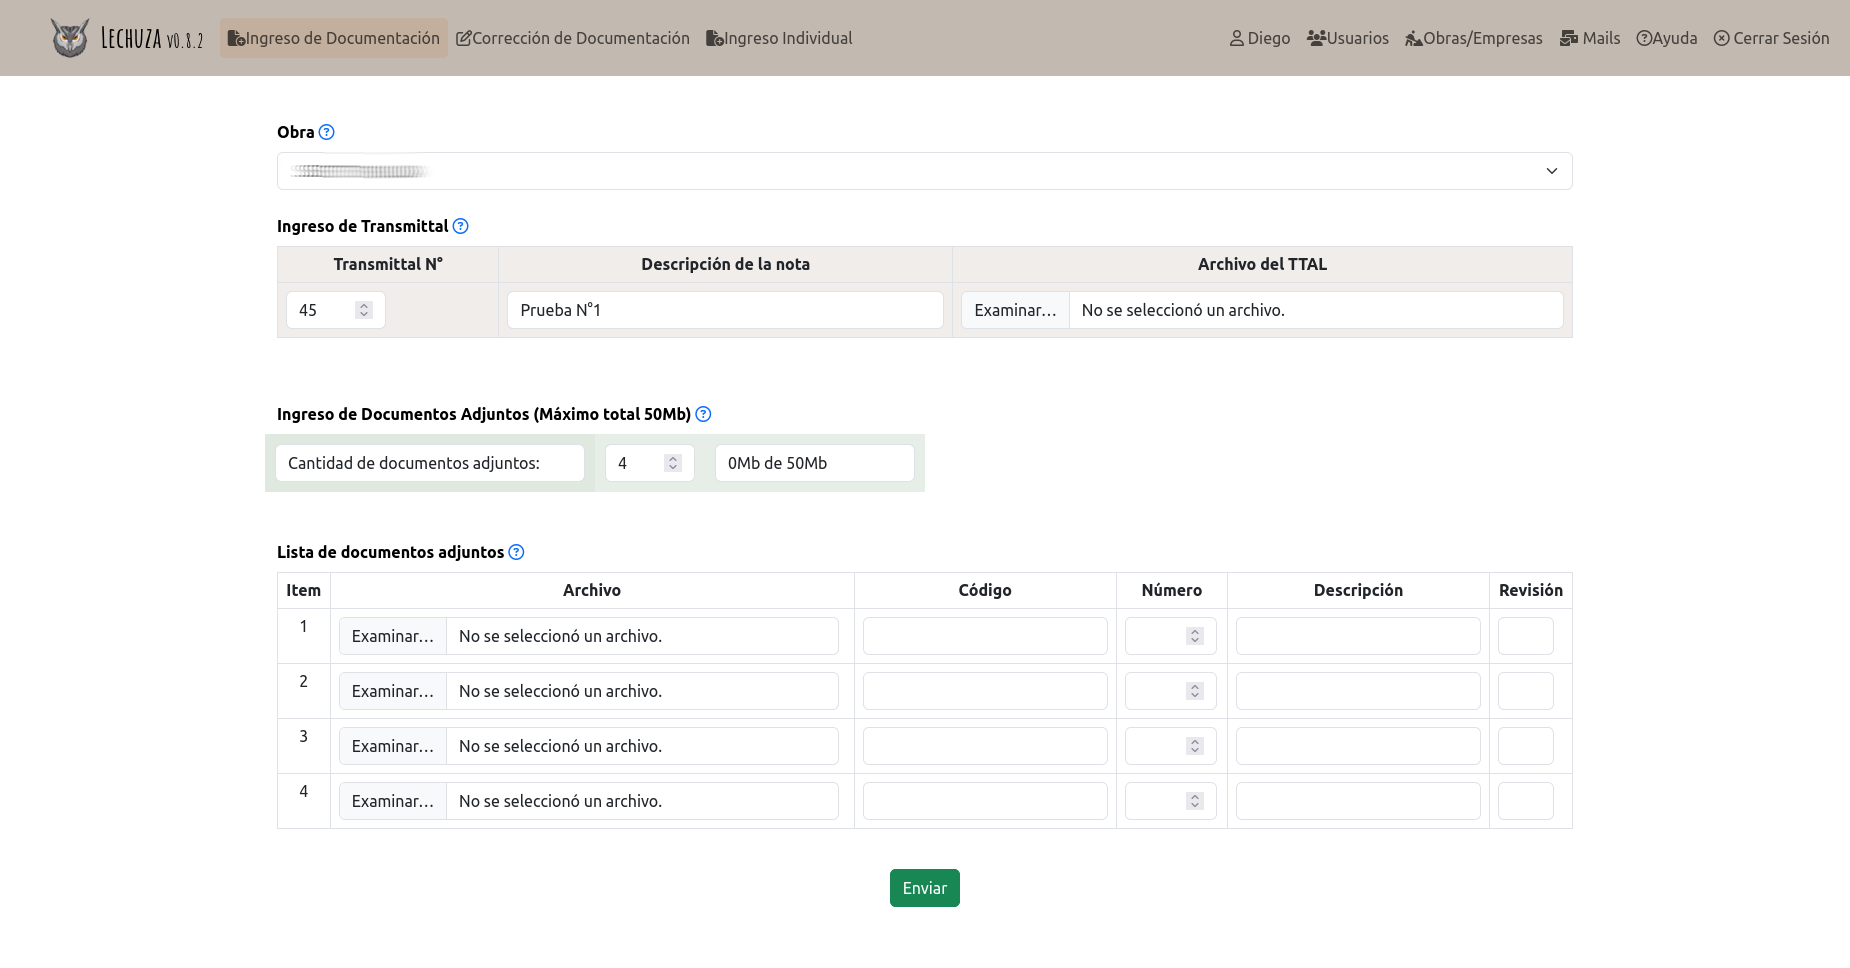 Lechuza v0.8.2 Ingreso de Documentación Corrección de Documentación Ingreso Individual Diego Usuarios Obras/Empresas Mails Ayuda Cerrar Sesión
Obra
Ingreso de Transmittal
Transmittal N° Descripción de la nota Archivo del TTAL
45 Prueba N°1 Examinar... No se seleccionó un archivo.
Ingreso de Documentos Adjuntos (Máximo total 50Mb)
Cantidad de documentos adjuntos: 4 0Mb de 50Mb
Lista de documentos adjuntos
Item Archivo Código Número Descripción Revisión
1 Examinar... No se seleccionó un archivo.
2 Examinar... No se seleccionó un archivo.
3 Examinar... No se seleccionó un archivo.
4 Examinar... No se seleccionó un archivo.
Enviar